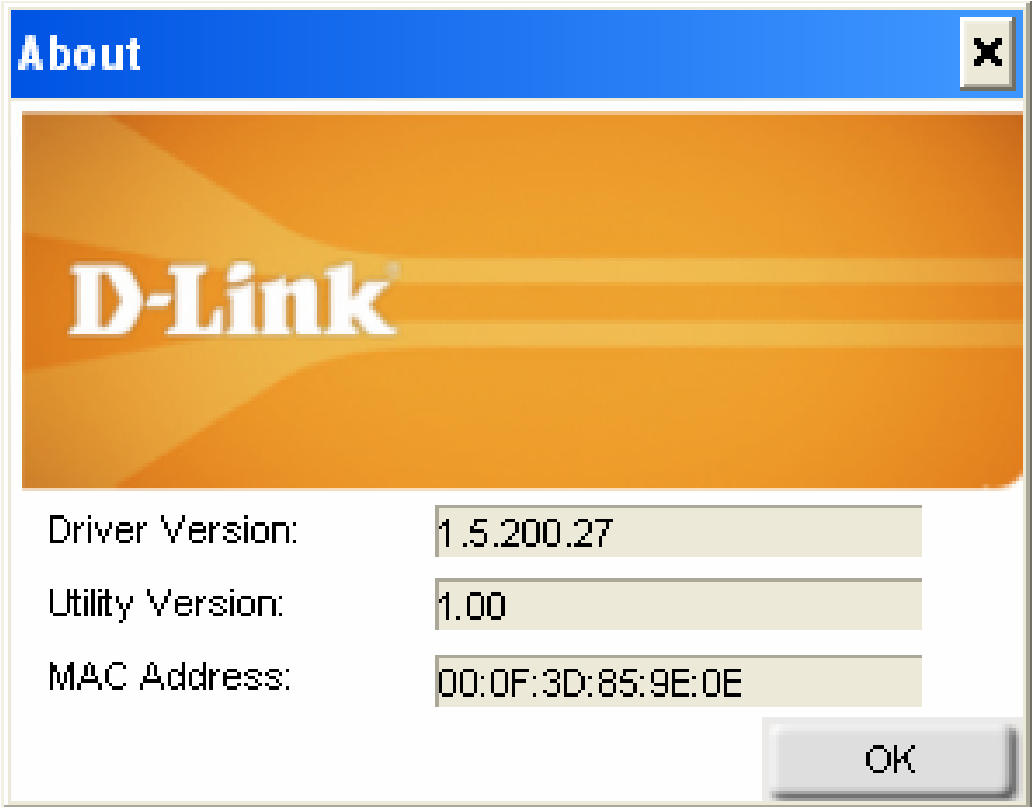 About
D-Link®
Driver Version: 1.5.200.27
Utility Version: 1.00
MAC Address: 00:0F:3D:85:9E:0E
OK